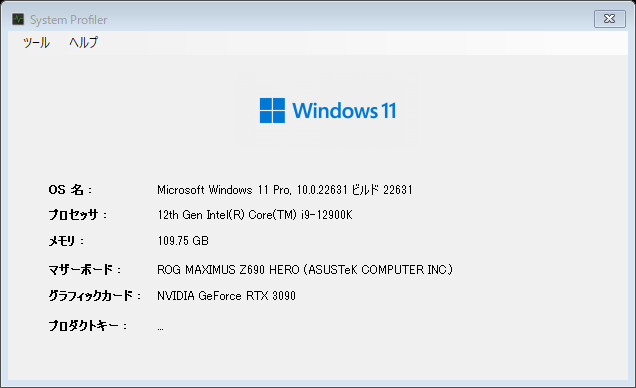 System Profiler
ツール ヘルプ
Windows 11
OS 名 : Microsoft Windows 11 Pro, 10.0.22631 ビルド 22631
プロセッサ : 12th Gen Intel(R) Core(TM) i9-12900K
メモリ : 109.75 GB
マザーボード : ROG MAXIMUS Z690 HERO (ASUSTeK COMPUTER INC.)
グラフィックカード : NVIDIA GeForce RTX 3090
プロダクトキー : ...